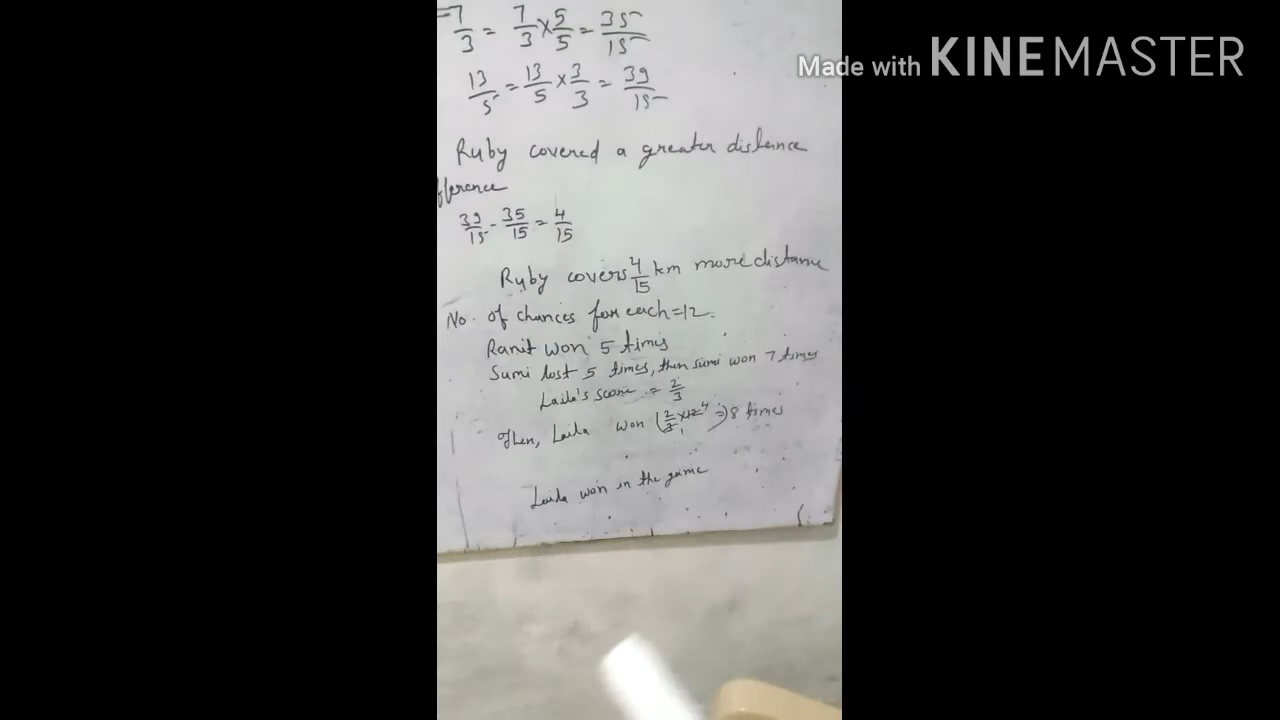 Made with KINEMASTER
= 7/3 = 7/3 × 5/5 = 35/15
13/5 = 13/5 × 3/3 = 39/15
Ruby covered a greater distance
fference
39/15 - 35/15 = 4/15
Ruby covers 4/15 km more distance
No. of chances for each = 12.
Ranit won 5 times
Sumi lost 5 times, then sumi won 7 times
Laila's score = 2/3
Then, Laila won (2/3 × 12 =) 8 times
Laila won in the game